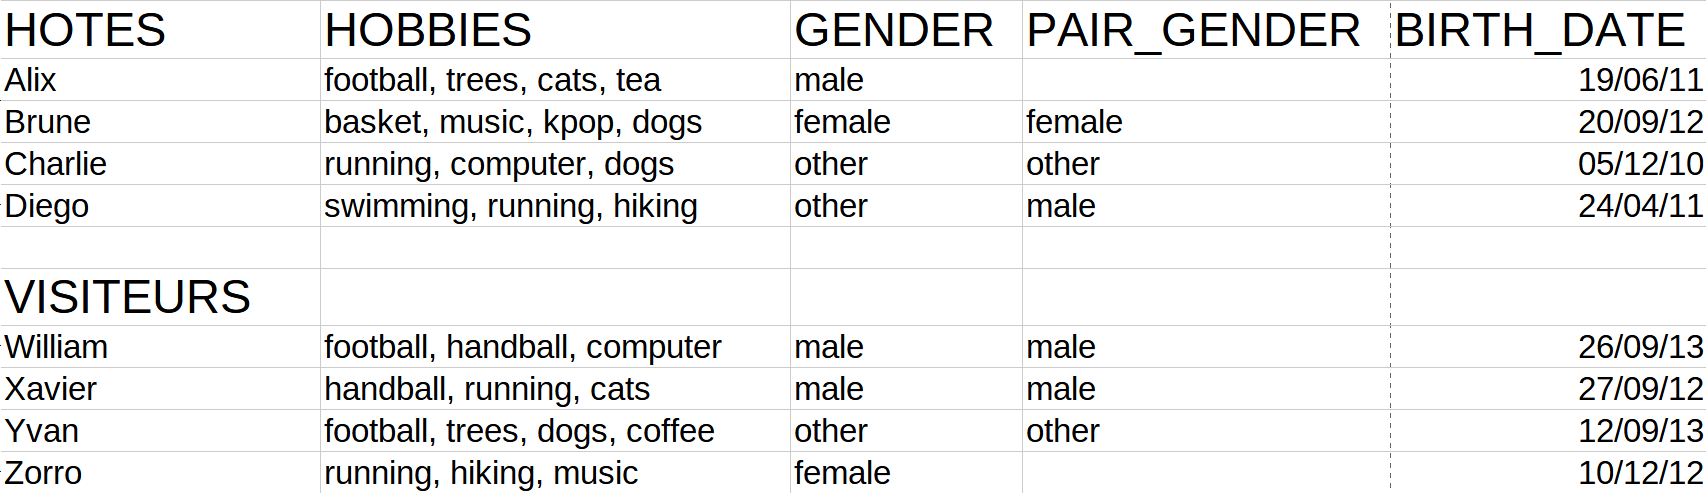 HOTES HOBBIES GENDER PAIR_GENDER BIRTH_DATE
Alix football, trees, cats, tea male 19/06/11
Brune basket, music, kpop, dogs female female 20/09/12
Charlie running, computer, dogs other other 05/12/10
Diego swimming, running, hiking other male 24/04/11
VISITEURS
William football, handball, computer male male 26/09/13
Xavier handball, running, cats male male 27/09/12
Yvan football, trees, dogs, coffee other other 12/09/13
Zorro running, hiking, music female 10/12/12